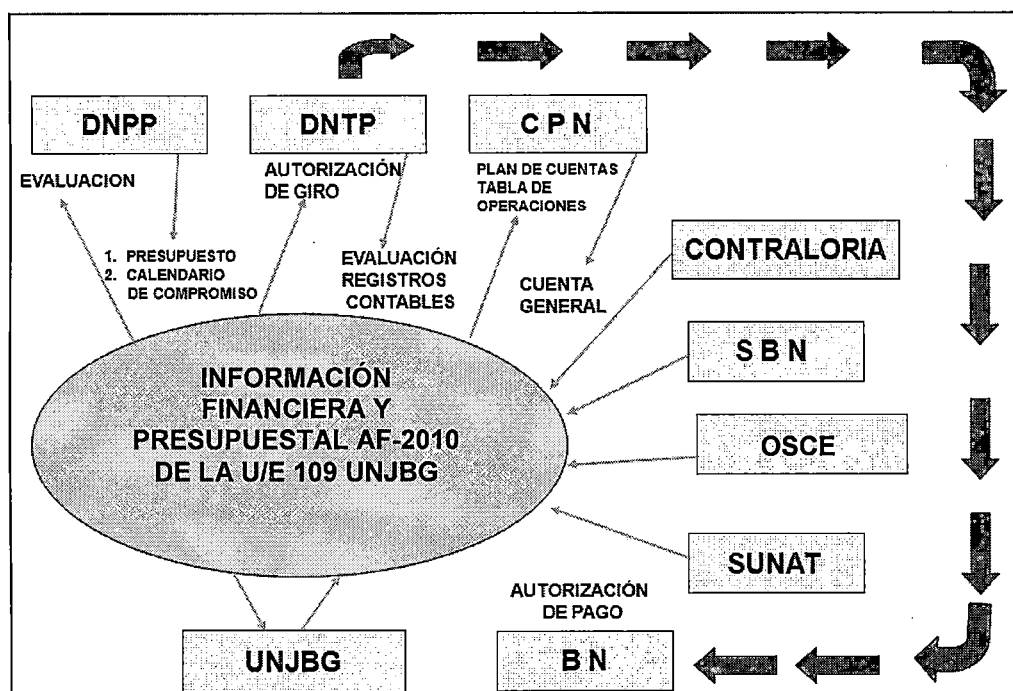 DNPP
DNTP
C P N
EVALUACION
AUTORIZACIÓN
DE GIRO
PLAN DE CUENTAS
TABLA DE
OPERACIONES
1. PRESUPUESTO
2. CALENDARIO
DE COMPROMISO
EVALUACIÓN
REGISTROS
CONTABLES
CUENTA
GENERAL
CONTRALORIA
S B N
OSCE
SUNAT
INFORMACIÓN
FINANCIERA Y
PRESUPUESTAL AF-2010
DE LA U/E 109 UNJBG
AUTORIZACIÓN
DE PAGO
UNJBG
B N